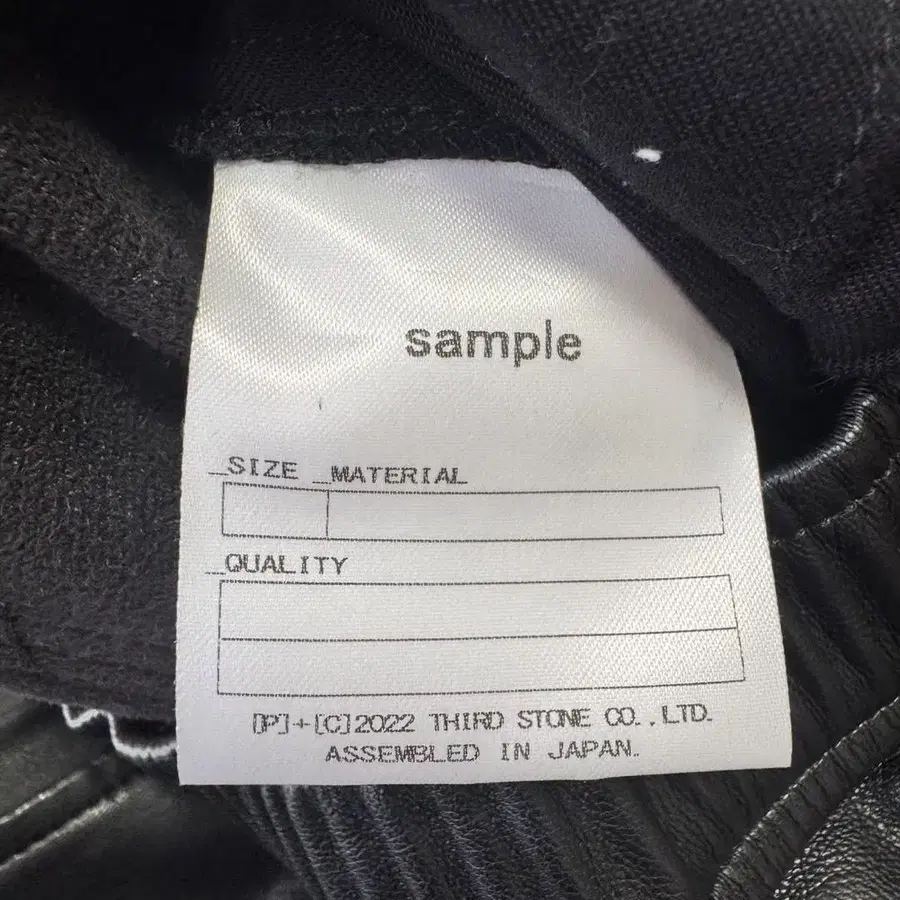 sample
_SIZE _MATERIAL
_QUALITY
[P]+[C]2022 THIRD STONE CO.,LTD.
ASSEMBLED IN JAPAN.